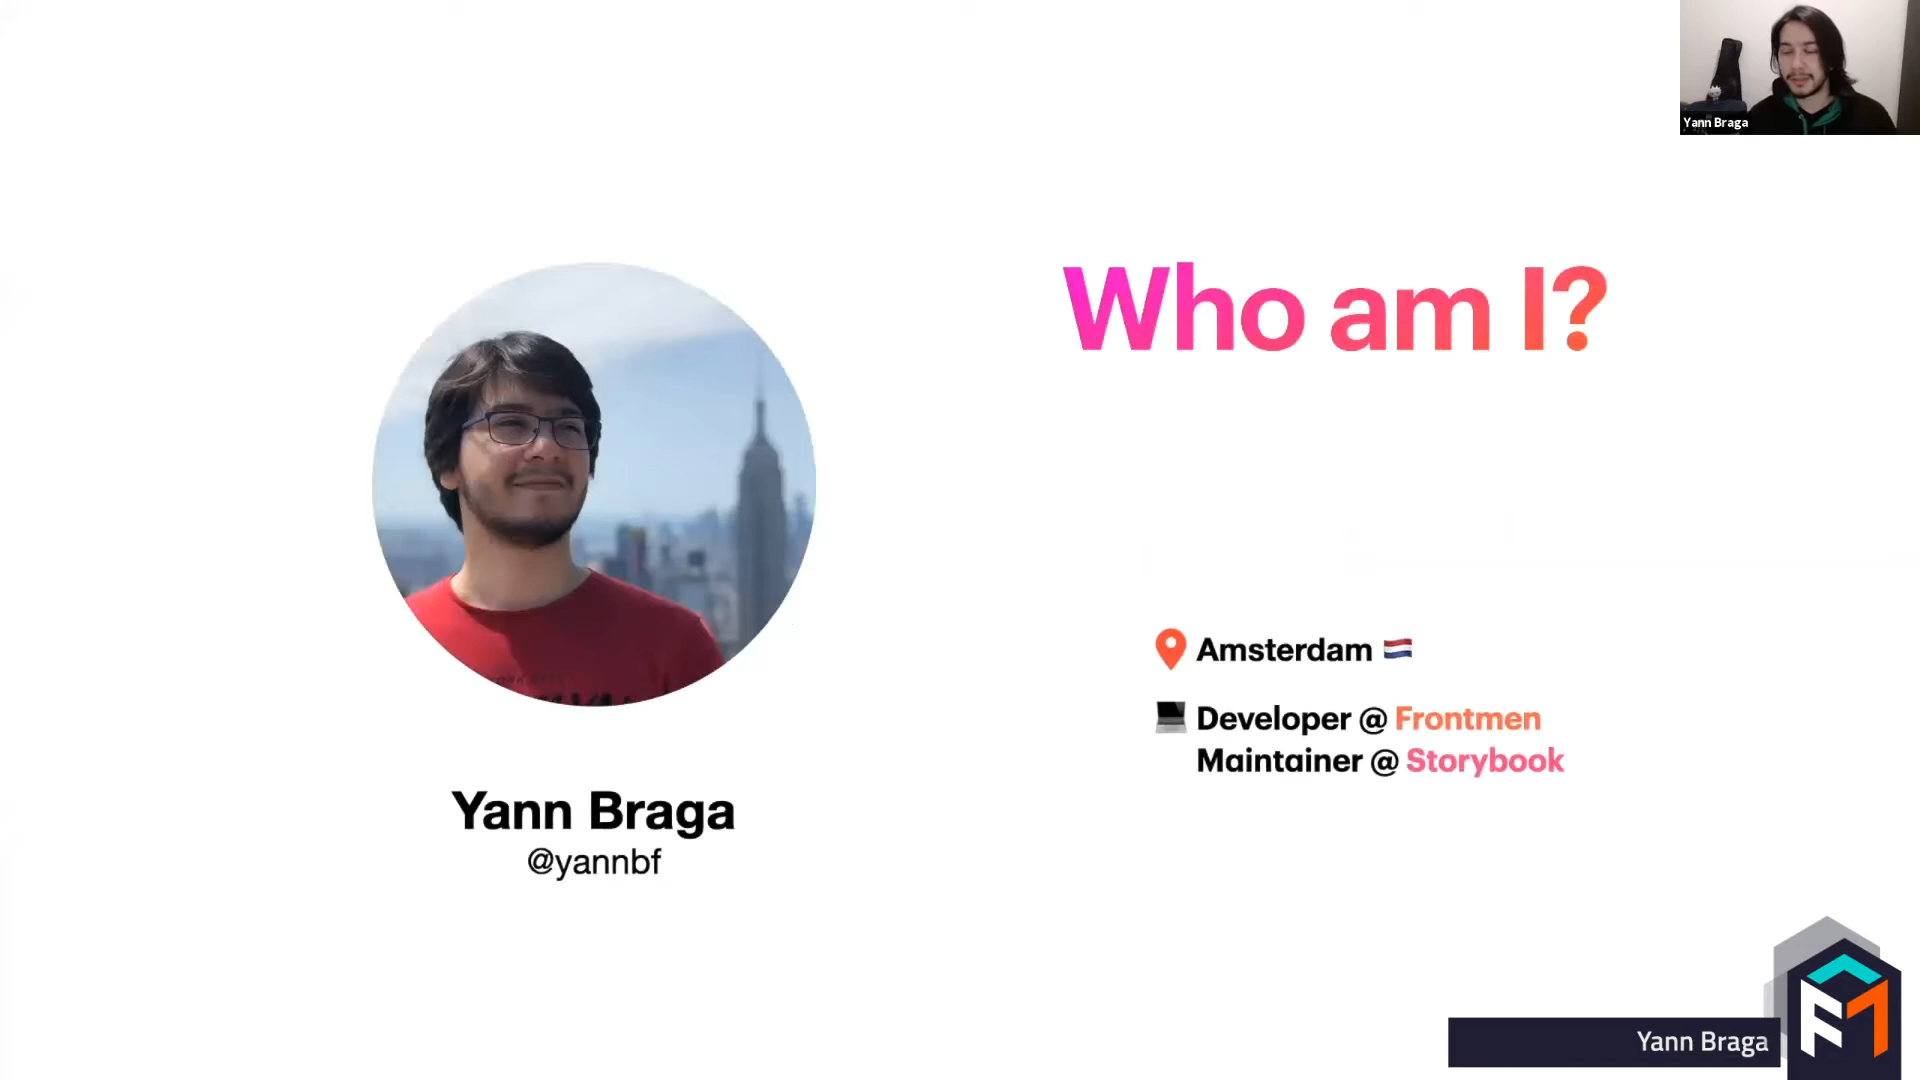 Yann Braga
Who am I?
Amsterdam
Developer @ Frontmen
Maintainer @ Storybook
Yann Braga
@yannbf
Yann Braga